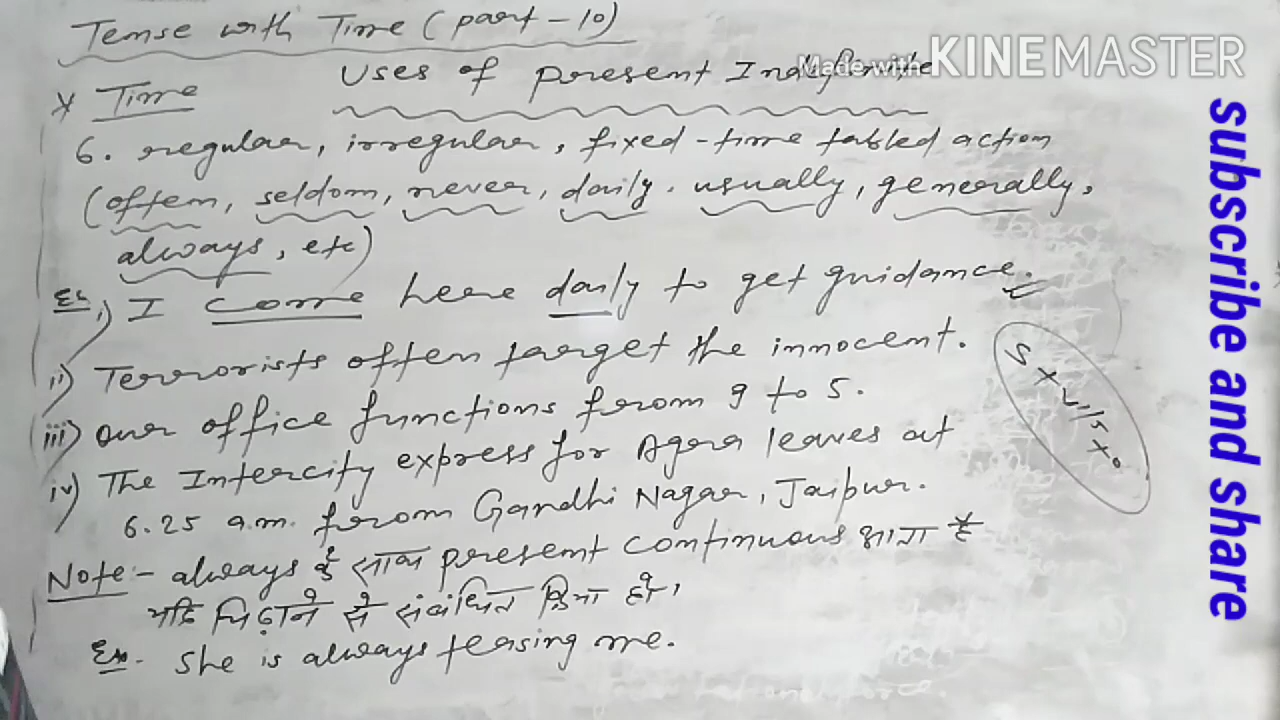 Tense with Time (part-10)
Made with KINEMASTER
* Time
Uses of present Indefinite
6. regular, irregular, fixed-time tabled action
(often, seldom, never, daily, usually, generally,
always, etc)
Ex i) I come here daily to get guidance.
ii) Terrorists often target the innocent.
iii) our office functions from 9 to 5.
iv) The Intercity express for Agra leaves at
6.25 a.m. from Gandhi Nagar, Jaipur.
Note:- always के साथ present continuous आता है
यदि चिढ़ाने से संबंधित क्रिया हो।
Ex- She is always teasing me.
subscribe and share